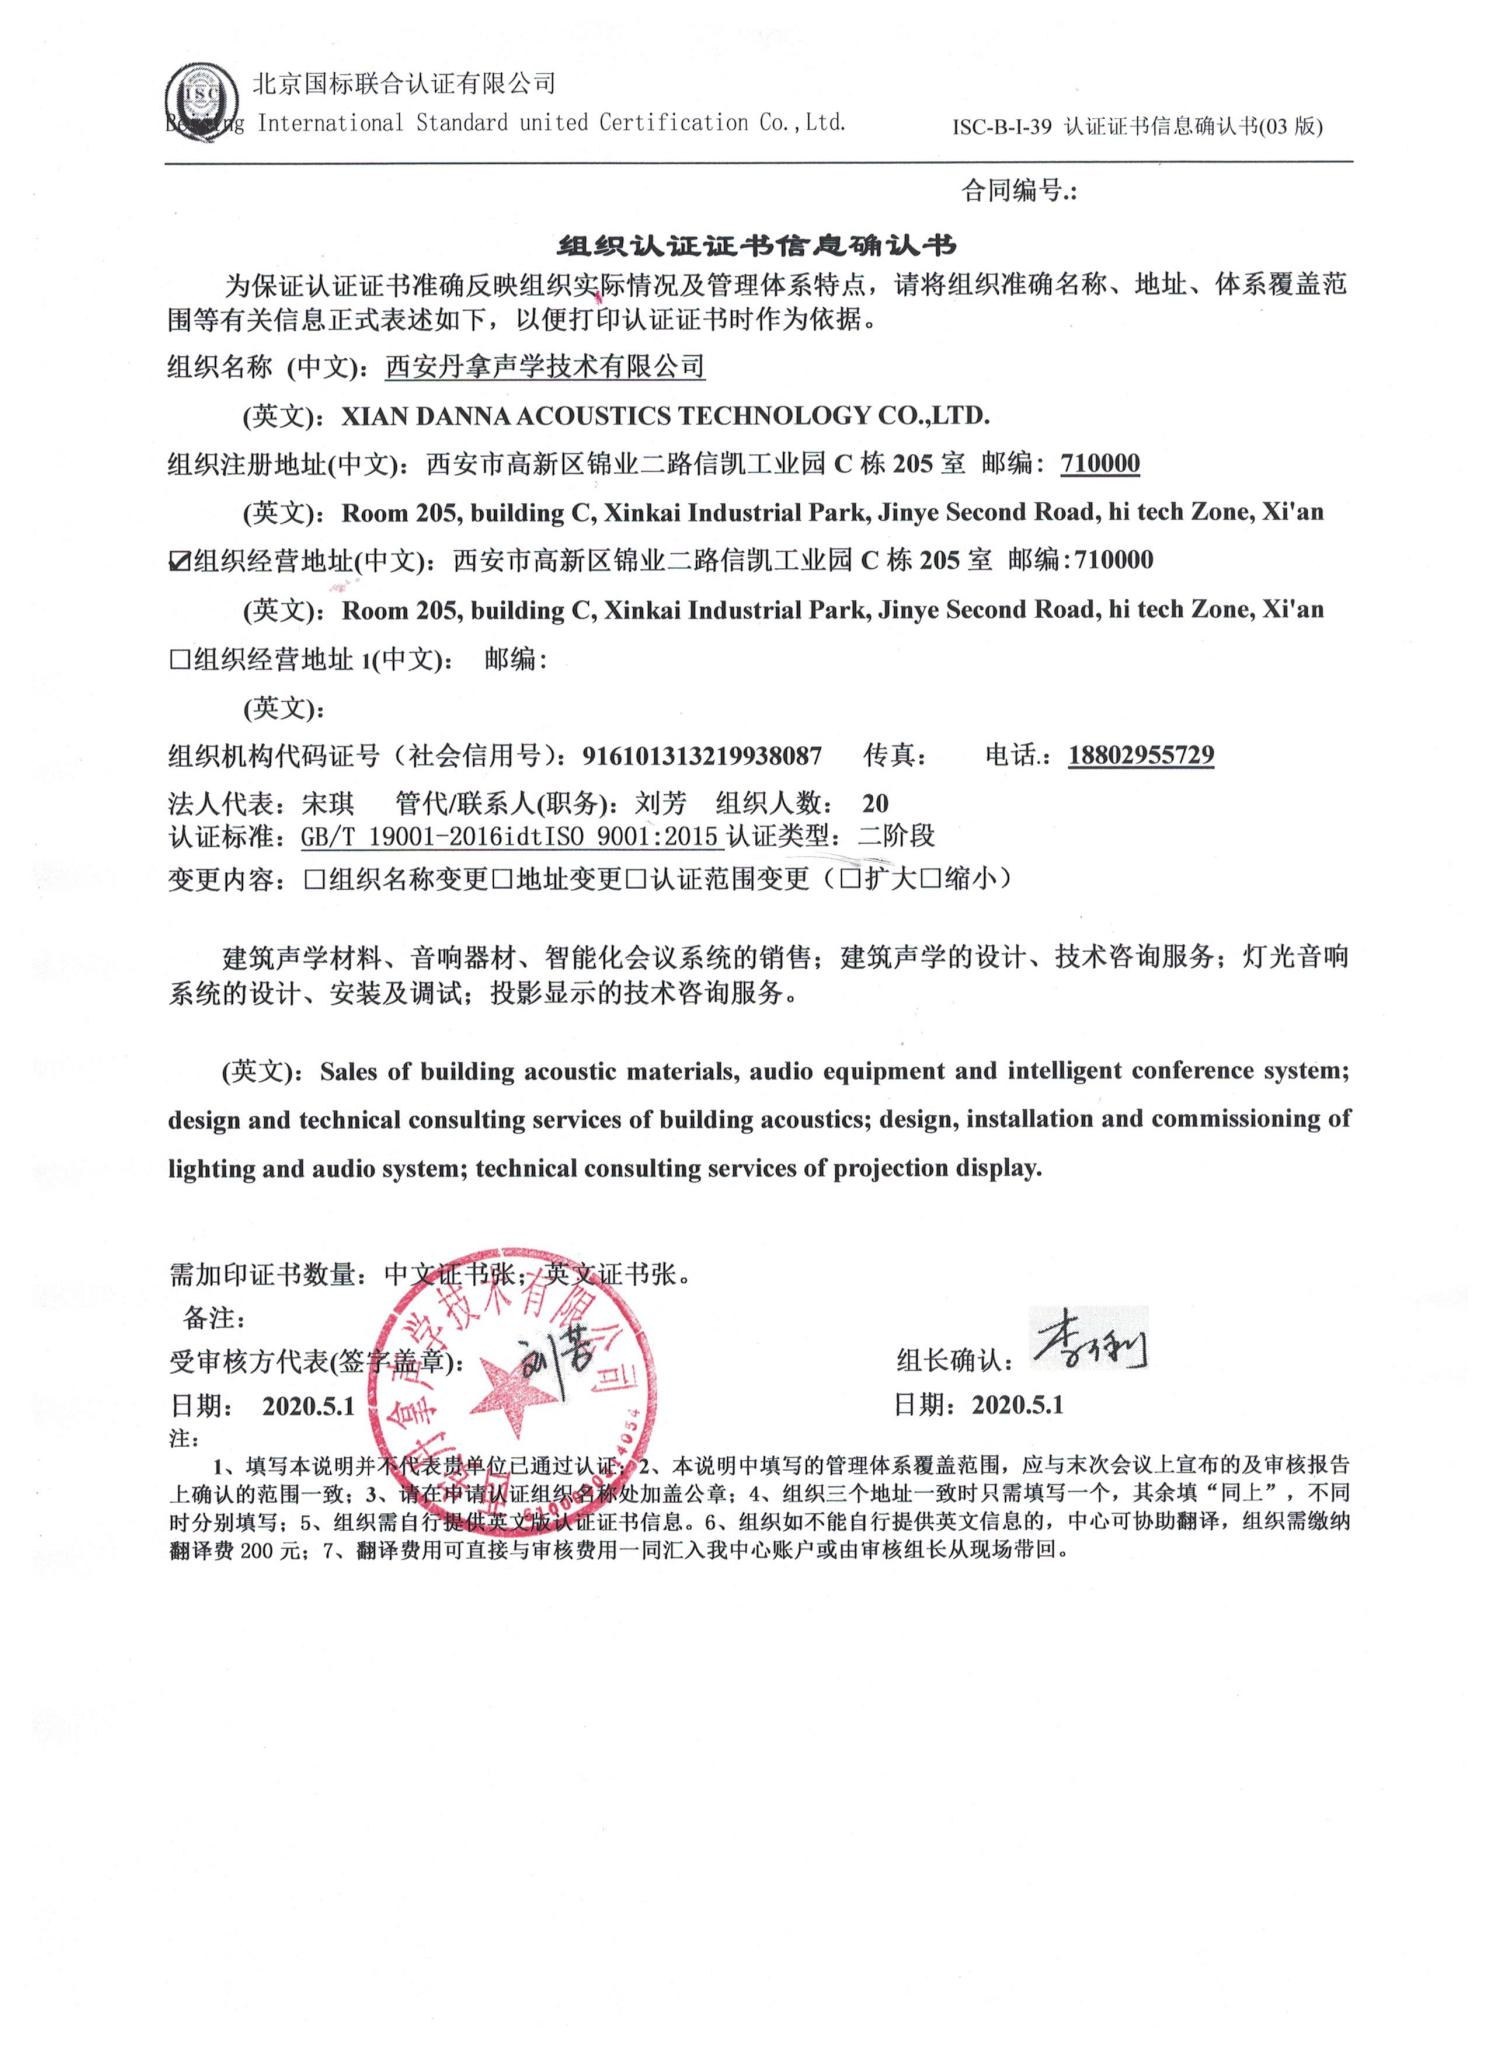 北京国标联合认证有限公司
ISC
Beijing International Standard united Certification Co.,Ltd.
ISC-B-I-39 认证证书信息确认书(03 版)
合同编号.:
组织认证证书信息确认书
为保证认证证书准确反映组织实际情况及管理体系特点，请将组织准确名称、地址、体系覆盖范
围等有关信息正式表述如下，以便打印认证证书时作为依据。
组织名称 (中文)：西安丹拿声学技术有限公司
(英文)：XIAN DANNA ACOUSTICS TECHNOLOGY CO.,LTD.
组织注册地址(中文)：西安市高新区锦业二路信凯工业园 C 栋 205 室 邮编：710000
(英文)：Room 205, building C, Xinkai Industrial Park, Jinye Second Road, hi tech Zone, Xi'an
☑组织经营地址(中文)：西安市高新区锦业二路信凯工业园 C 栋 205 室 邮编:710000
(英文)：Room 205, building C, Xinkai Industrial Park, Jinye Second Road, hi tech Zone, Xi'an
□组织经营地址 1(中文)： 邮编:
(英文)：
组织机构代码证号（社会信用号）：916101313219938087 传真： 电话.：18802955729
法人代表：宋琪 管代/联系人(职务)：刘芳 组织人数： 20
认证标准：GB/T 19001-2016idtISO 9001:2015 认证类型：二阶段
变更内容：□组织名称变更□地址变更□认证范围变更（□扩大□缩小）
建筑声学材料、音响器材、智能化会议系统的销售；建筑声学的设计、技术咨询服务；灯光音响
系统的设计、安装及调试；投影显示的技术咨询服务。
(英文)：Sales of building acoustic materials, audio equipment and intelligent conference system;
design and technical consulting services of building acoustics; design, installation and commissioning of
lighting and audio system; technical consulting services of projection display.
需加印证书数量：中文证书张；英文证书张。
备注：
受审核方代表(签字盖章)： 刘芳
组长确认：
日期： 2020.5.1
日期：2020.5.1
西安丹拿声学技术有限公司
注：
1、填写本说明并不代表贵单位已通过认证；2、本说明中填写的管理体系覆盖范围，应与末次会议上宣布的及审核报告
上确认的范围一致；3、请在申请认证组织名称处加盖公章；4、组织三个地址一致时只需填写一个，其余填“同上”，不同
时分别填写；5、组织需自行提供英文版认证证书信息。6、组织如不能自行提供英文信息的，中心可协助翻译，组织需缴纳
翻译费 200 元；7、翻译费用可直接与审核费用一同汇入我中心账户或由审核组长从现场带回。